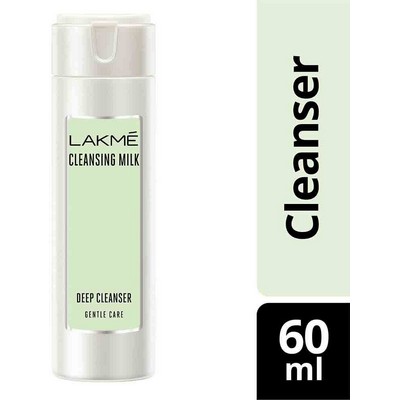 LAKMÉ
CLEANSING MILK
DEEP CLEANSER
GENTLE CARE
Cleanser
60
ml